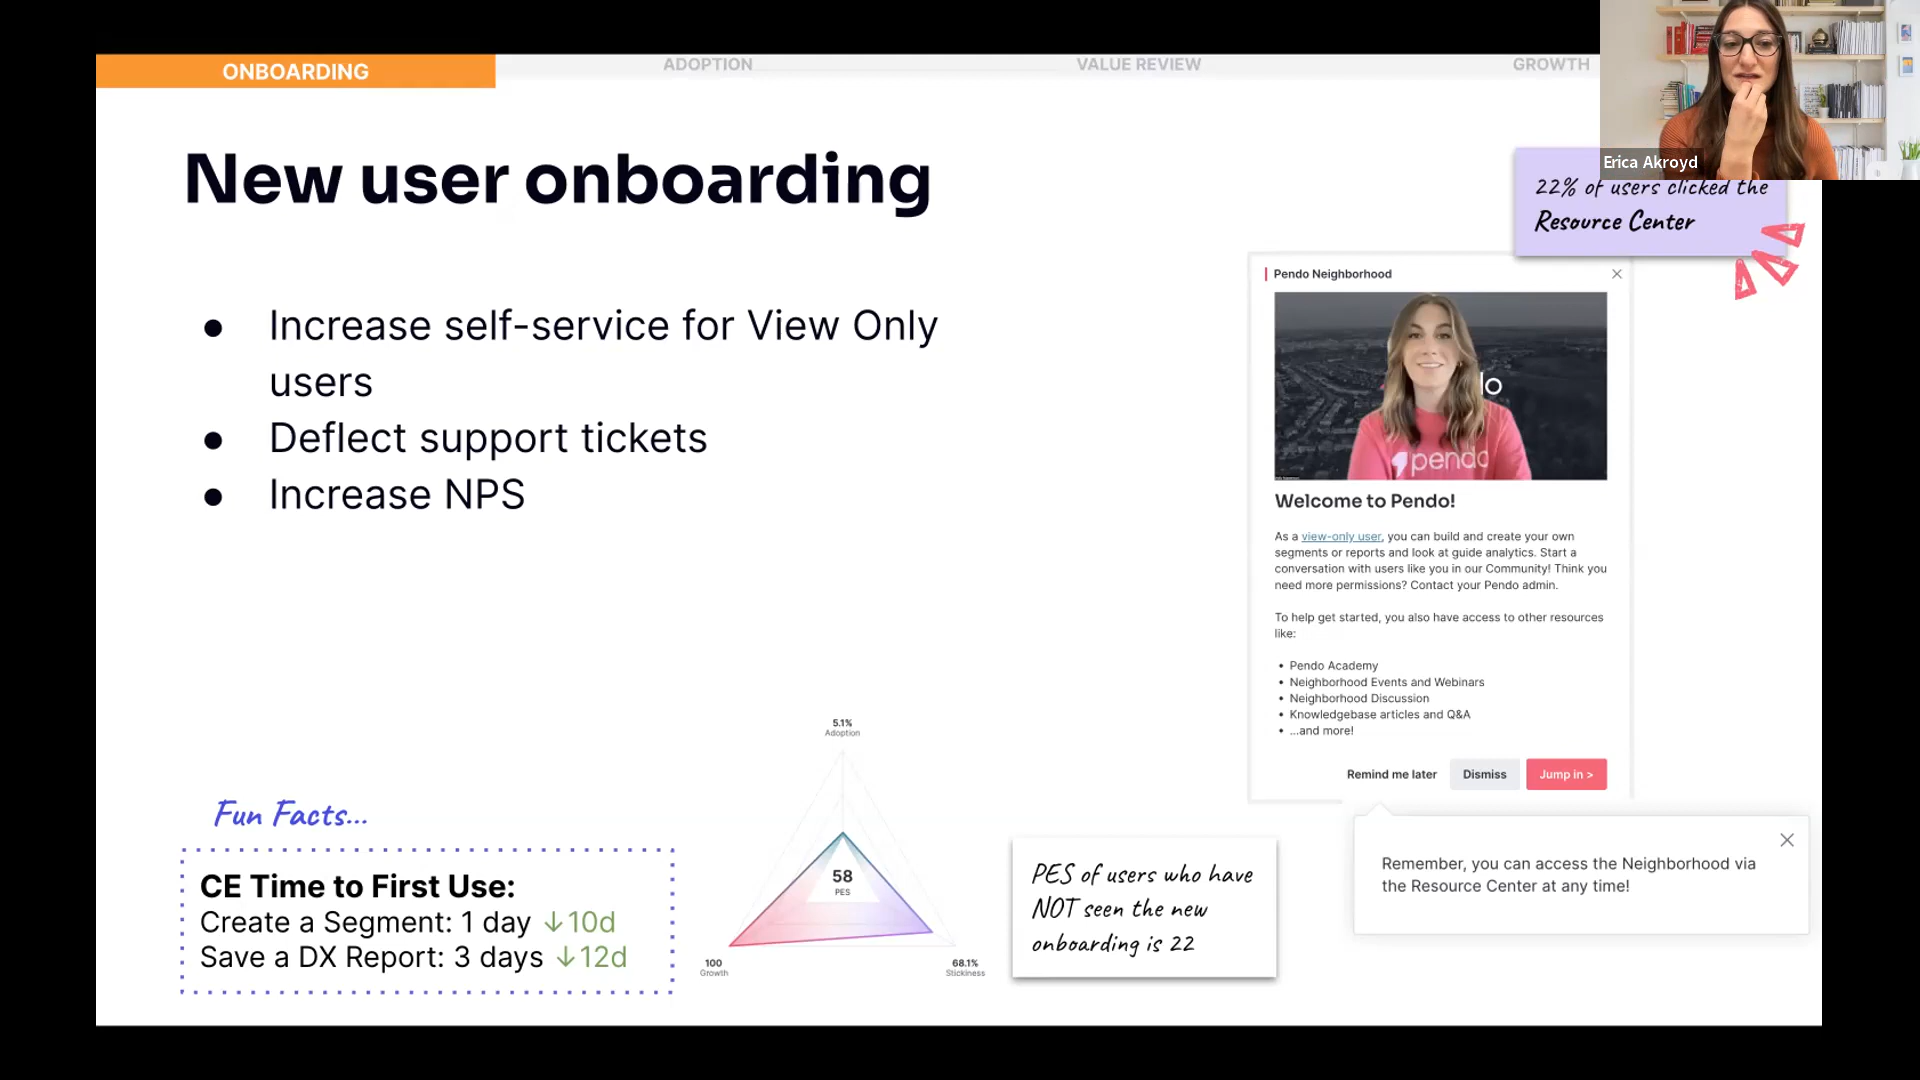 ONBOARDING
ADOPTION
VALUE REVIEW
GROWTH
Erica Akroyd
New user onboarding
22% of users clicked the
Resource Center
● Increase self-service for View Only
users
● Deflect support tickets
● Increase NPS
Pendo Neighborhood
lo
pendo
Welcome to Pendo!
As a view-only user, you can build and create your own
segments or reports and look at guide analytics. Start a
conversation with users like you in our Community! Think you
need more permissions? Contact your Pendo admin.
To help get started, you also have access to other resources
like:
• Pendo Academy
• Neighborhood Events and Webinars
• Neighborhood Discussion
• Knowledgebase articles and Q&A
• ...and more!
Remind me later
Dismiss
Jump in >
Remember, you can access the Neighborhood via
the Resource Center at any time!
Fun Facts...
CE Time to First Use:
Create a Segment: 1 day ↓10d
Save a DX Report: 3 days ↓12d
5.1%
Adoption
58
PES
100
Growth
68.1%
Stickiness
PES of users who have
NOT seen the new
onboarding is 22